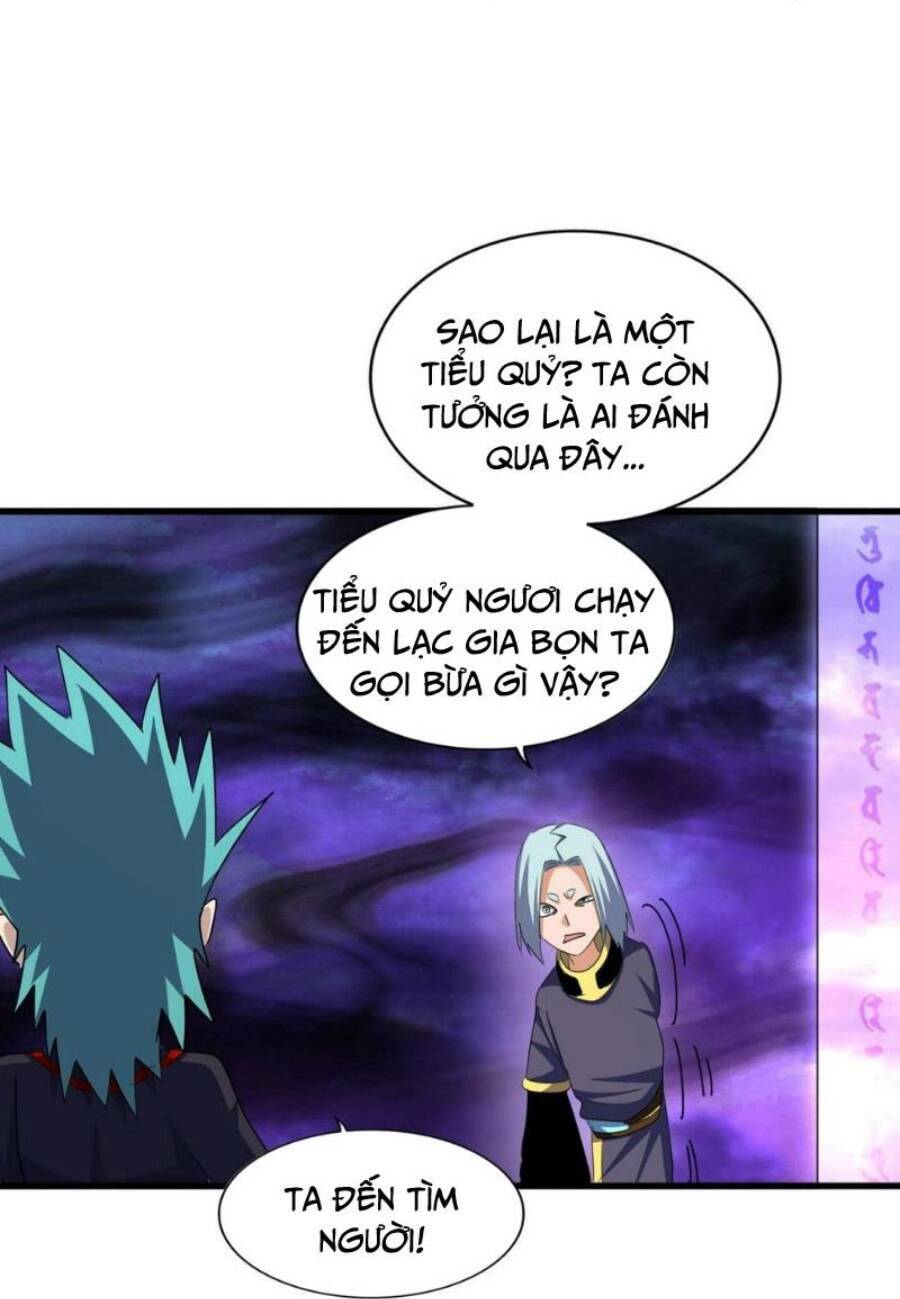 SAO LẠI LÀ MỘT
TIỂU QUỶ? TA CÒN
TƯỞNG LÀ AI ĐÁNH
QUA ĐÂY...
TIỂU QUỶ NGƯƠI CHẠY
ĐẾN LẠC GIA BỌN TA
GỌI BỪA GÌ VẬY?
TA ĐẾN TÌM
NGƯỜI!